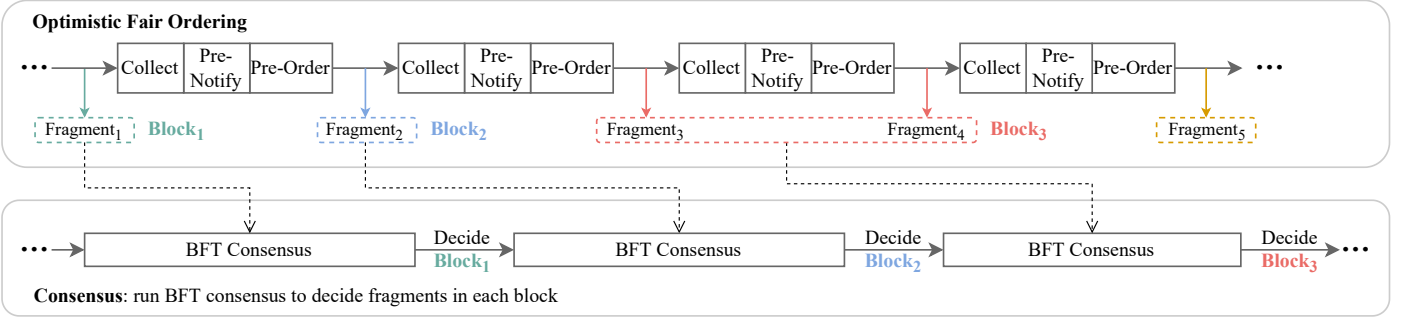 Optimistic Fair Ordering
... Collect Pre-Notify Pre-Order Collect Pre-Notify Pre-Order Collect Pre-Notify Pre-Order Collect Pre-Notify Pre-Order ...
Fragment1 Block1 Fragment2 Block2 Fragment3 Fragment4 Block3 Fragment5
... BFT Consensus Decide Block1 BFT Consensus Decide Block2 BFT Consensus Decide Block3 ...
Consensus: run BFT consensus to decide fragments in each block